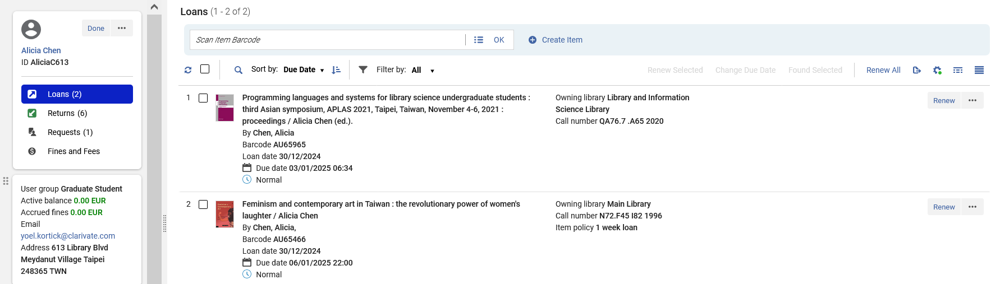 Done
Alicia Chen
ID AliciaC613
Loans (2)
Returns (6)
Requests (1)
Fines and Fees
User group Graduate Student
Active balance 0.00 EUR
Accrued fines 0.00 EUR
Email
yoel.kortick@clarivate.com
Address 613 Library Blvd
Meydanut Village Taipei
248365 TWN
Loans (1 - 2 of 2)
Scan Item Barcode OK Create Item
Sort by: Due Date Filter by: All Renew Selected Change Due Date Found Selected Renew All
1
Programming languages and systems for library science undergraduate students :
third Asian symposium, APLAS 2021, Taipei, Taiwan, November 4-6, 2021 :
proceedings / Alicia Chen (ed.).
By Chen, Alicia
Barcode AU65965
Loan date 30/12/2024
Due date 03/01/2025 06:34
Normal
Owning library Library and Information
Science Library
Call number QA76.7 .A65 2020
Renew
2
Feminism and contemporary art in Taiwan : the revolutionary power of women's
laughter / Alicia Chen
By Chen, Alicia,
Barcode AU65466
Loan date 30/12/2024
Due date 06/01/2025 22:00
Normal
Owning library Main Library
Call number N72.F45 I82 1996
Item policy 1 week loan
Renew